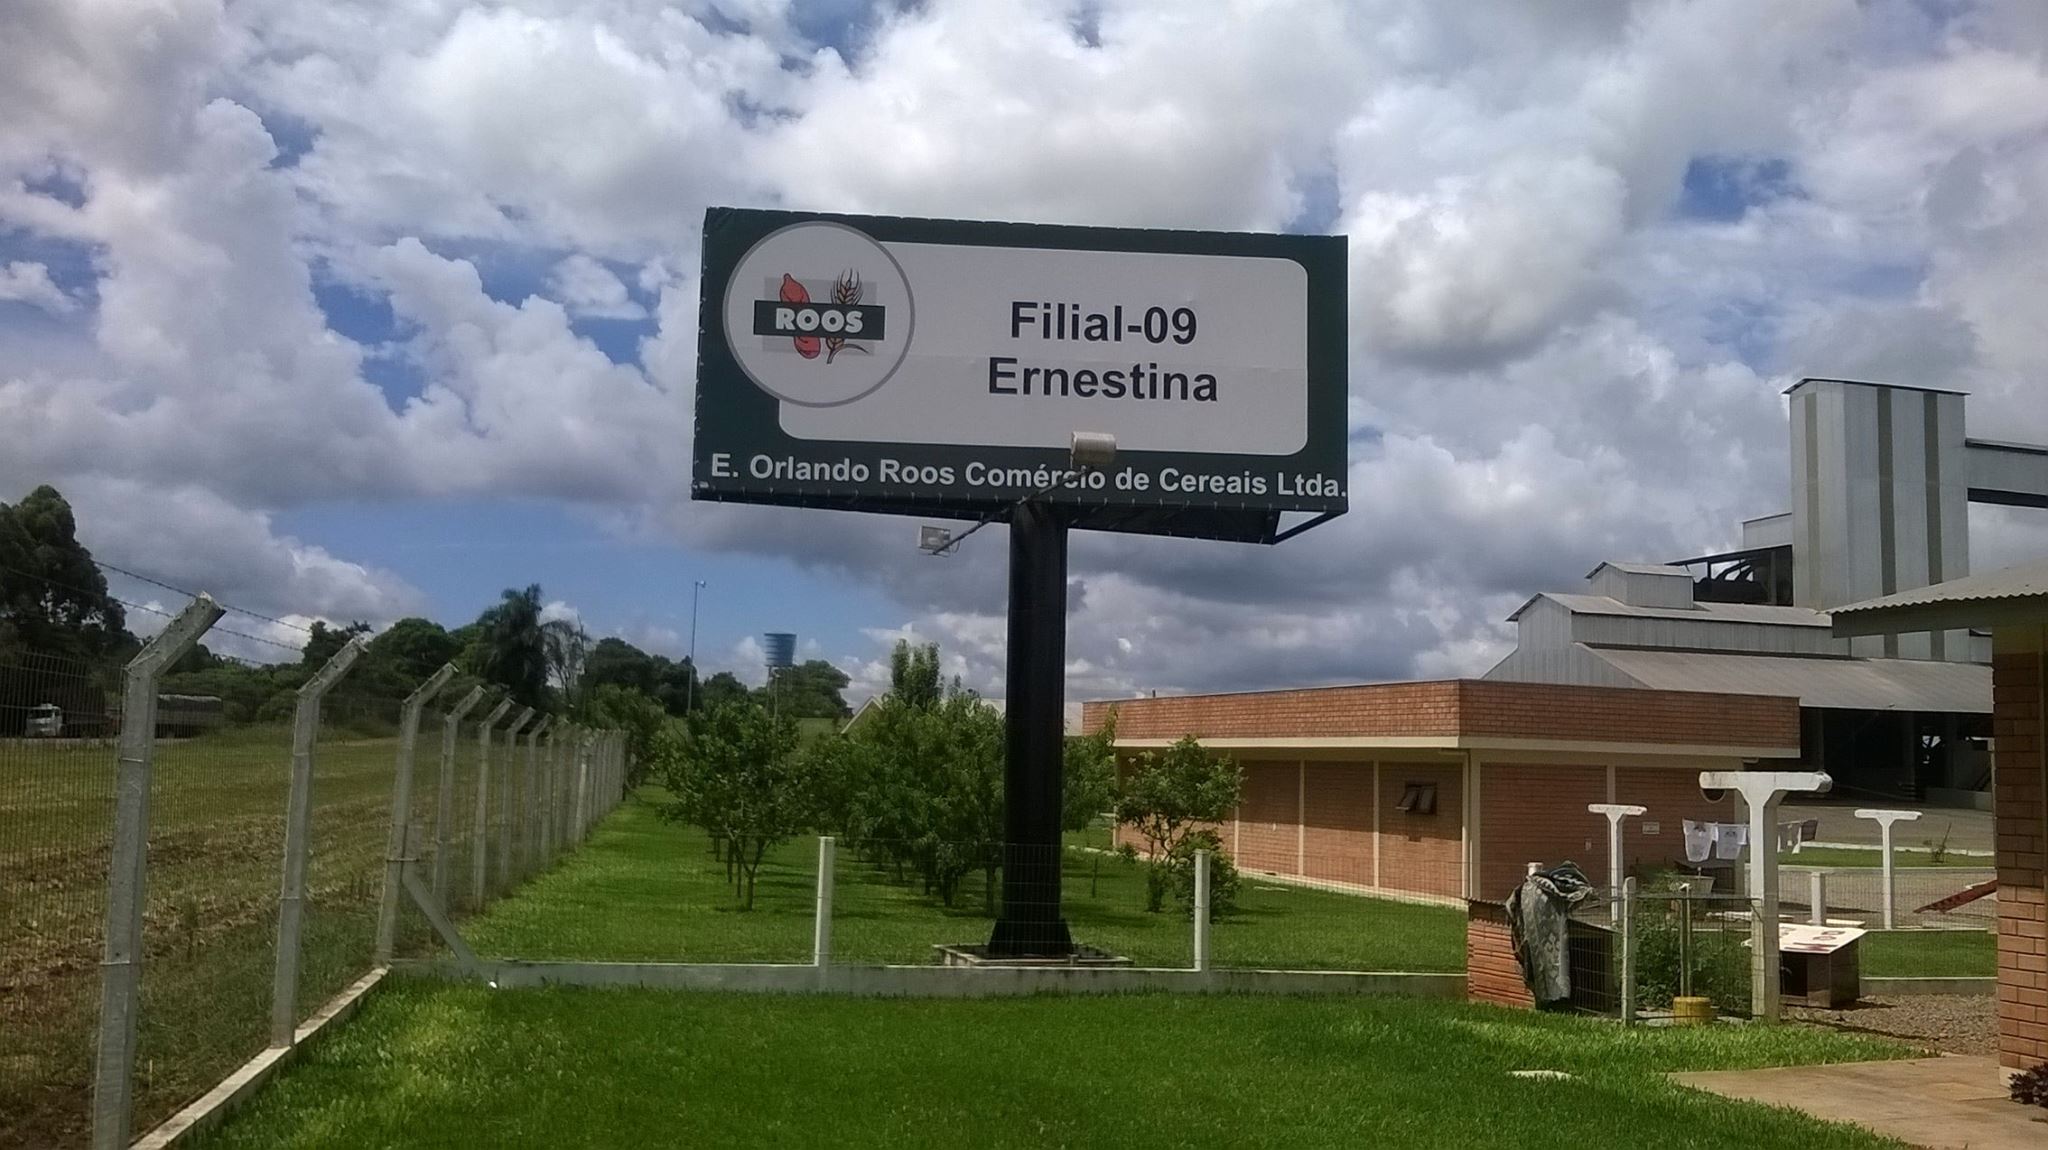 ROOS
Filial-09
Ernestina
E. Orlando Roos Comércio de Cereais Ltda.